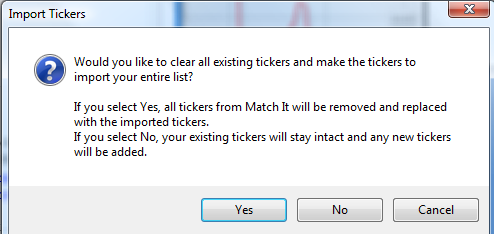 Import Tickers
Would you like to clear all existing tickers and make the tickers to
import your entire list?
If you select Yes, all tickers from Match It will be removed and replaced
with the imported tickers.
If you select No, your existing tickers will stay intact and any new tickers
will be added.
Yes
No
Cancel